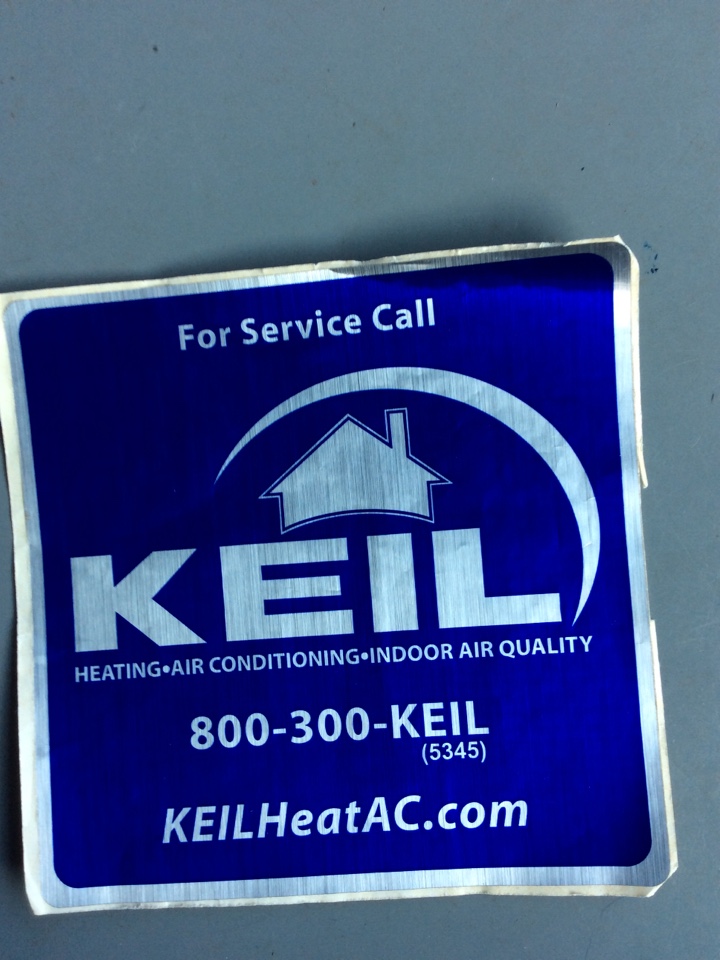 For Service Call
KEIL
HEATING•AIR CONDITIONING•INDOOR AIR QUALITY
800-300-KEIL
(5345)
KEILHeatAC.com